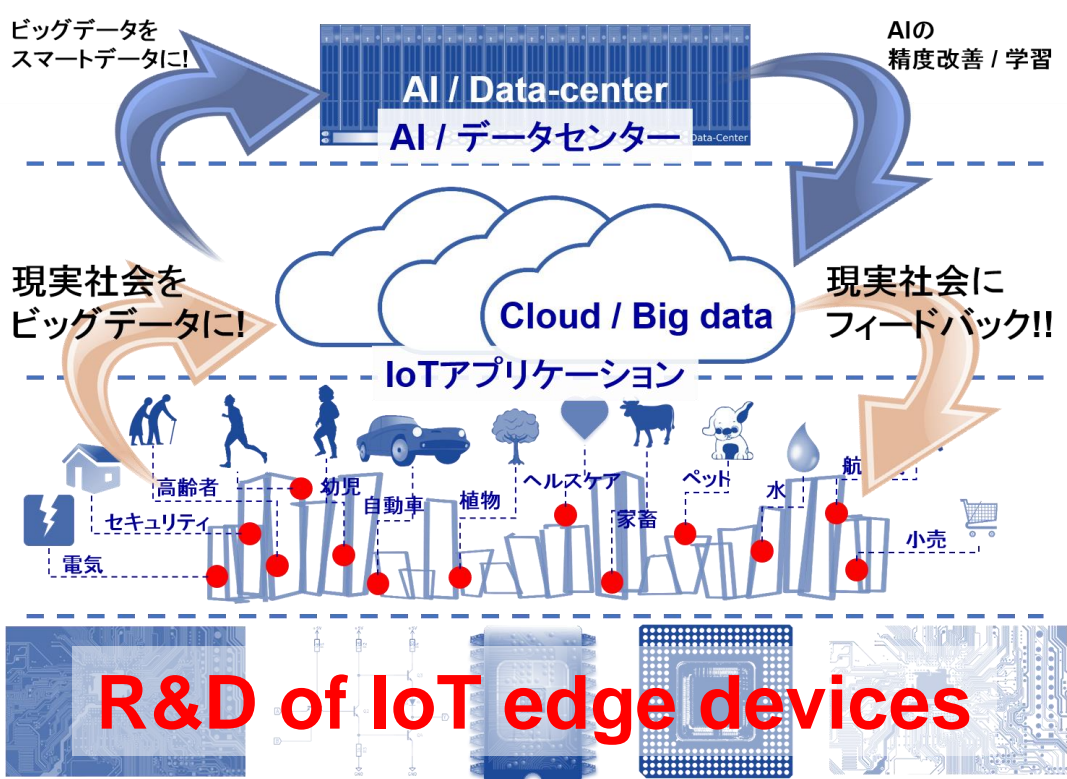 ビッグデータを
スマートデータに!
AIの
精度改善 / 学習
AI / Data-center
AI / データセンター
Data-Center
現実社会を
ビッグデータに!
現実社会に
フィードバック!!
Cloud / Big data
IoTアプリケーション
高齢者
幼児
自動車
植物
ヘルスケア
家畜
ペット
水
航
セキュリティ
電気
小売
R&D of IoT edge devices